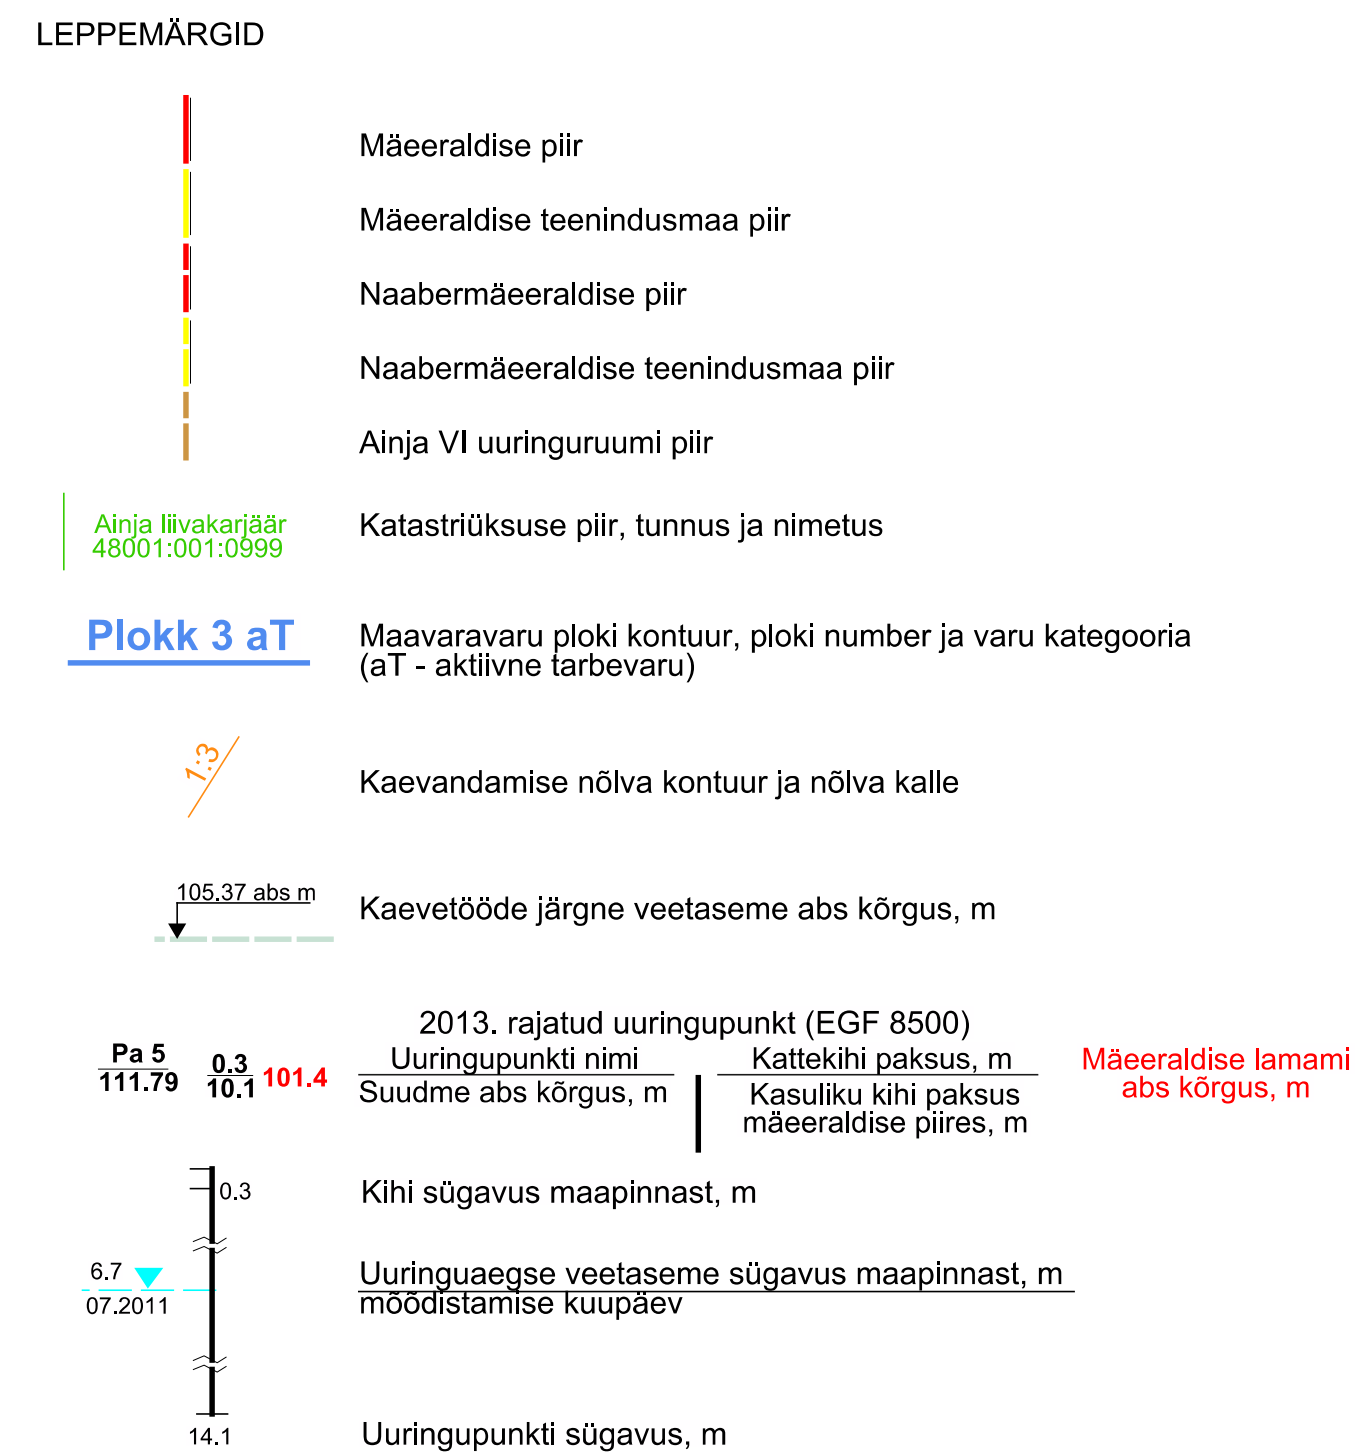 LEPPEMÄRGID
Mäeeraldise piir
Mäeeraldise teenindusmaa piir
Naabermäeeraldise piir
Naabermäeeraldise teenindusmaa piir
Ainja VI uuringuruumi piir
Ainja liivakarjäär
48001:001:0999
Katastriüksuse piir, tunnus ja nimetus
Plokk 3 aT
Maavaravaru ploki kontuur, ploki number ja varu kategooria
(aT - aktiivne tarbevaru)
1:3
Kaevandamise nõlva kontuur ja nõlva kalle
105.37 abs m
Kaevetööde järgne veetaseme abs kõrgus, m
2013. rajatud uuringupunkt (EGF 8500)
Pa 5
111.79
0.3
10.1
101.4
Uuringupunkti nimi
Suudme abs kõrgus, m
Kattekihi paksus, m
Kasuliku kihi paksus
mäeeraldise piires, m
Mäeeraldise lamami
abs kõrgus, m
0.3
Kihi sügavus maapinnast, m
6.7
07.2011
Uuringuaegse veetaseme sügavus maapinnast, m
mõõdistamise kuupäev
14.1
Uuringupunkti sügavus, m